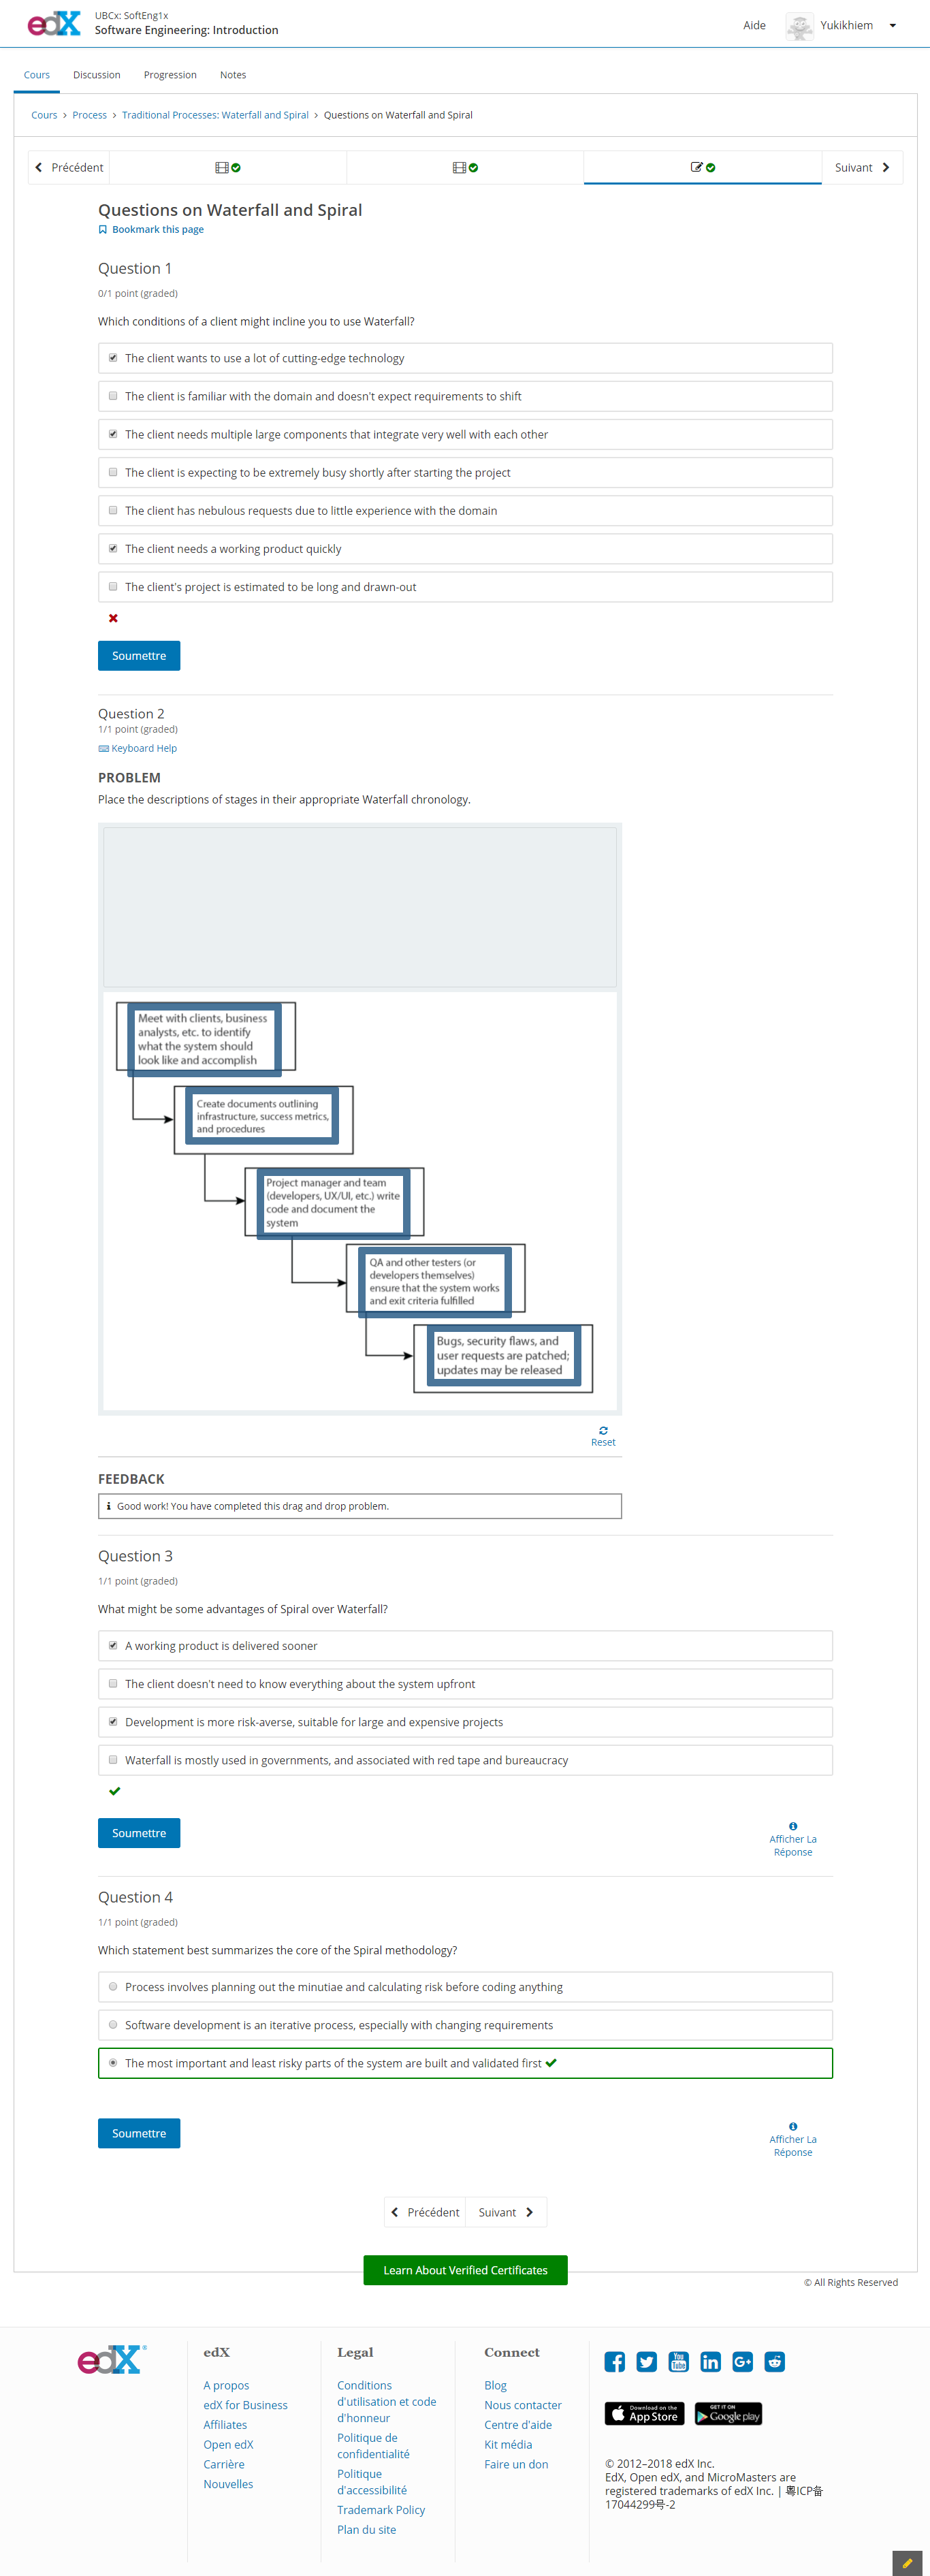 edX
UBCx: SoftEng1x
Software Engineering: Introduction
Aide
Yukikhiem
Cours
Discussion
Progression
Notes
Cours > Process > Traditional Processes: Waterfall and Spiral > Questions on Waterfall and Spiral
Précédent
Suivant
Questions on Waterfall and Spiral
Bookmark this page
Question 1
0/1 point (graded)
Which conditions of a client might incline you to use Waterfall?
The client wants to use a lot of cutting-edge technology
The client is familiar with the domain and doesn't expect requirements to shift
The client needs multiple large components that integrate very well with each other
The client is expecting to be extremely busy shortly after starting the project
The client has nebulous requests due to little experience with the domain
The client needs a working product quickly
The client's project is estimated to be long and drawn-out
Soumettre
Question 2
1/1 point (graded)
Keyboard Help
PROBLEM
Place the descriptions of stages in their appropriate Waterfall chronology.
Meet with clients, business
analysts, etc. to identify
what the system should
look like and accomplish
Create documents outlining
infrastructure, success metrics,
and procedures
Project manager and team
(developers, UX/UI, etc.) write
code and document the
system
QA and other testers (or
developers themselves)
ensure that the system works
and exit criteria fulfilled
Bugs, security flaws, and
user requests are patched;
updates may be released
Reset
FEEDBACK
Good work! You have completed this drag and drop problem.
Question 3
1/1 point (graded)
What might be some advantages of Spiral over Waterfall?
A working product is delivered sooner
The client doesn't need to know everything about the system upfront
Development is more risk-averse, suitable for large and expensive projects
Waterfall is mostly used in governments, and associated with red tape and bureaucracy
Soumettre
Afficher La
Réponse
Question 4
1/1 point (graded)
Which statement best summarizes the core of the Spiral methodology?
Process involves planning out the minutiae and calculating risk before coding anything
Software development is an iterative process, especially with changing requirements
The most important and least risky parts of the system are built and validated first
Soumettre
Afficher La
Réponse
Précédent
Suivant
Learn About Verified Certificates
© All Rights Reserved
edX
edX
A propos
edX for Business
Affiliates
Open edX
Carrière
Nouvelles
Legal
Conditions
d'utilisation et code
d'honneur
Politique de
confidentialité
Politique
d'accessibilité
Trademark Policy
Plan du site
Connect
Blog
Nous contacter
Centre d'aide
Kit média
Faire un don
You
Tube
in
G+
Download on the
App Store
GET IT ON
Google play
© 2012–2018 edX Inc.
EdX, Open edX, and MicroMasters are
registered trademarks of edX Inc. | 粤ICP备
17044299号-2